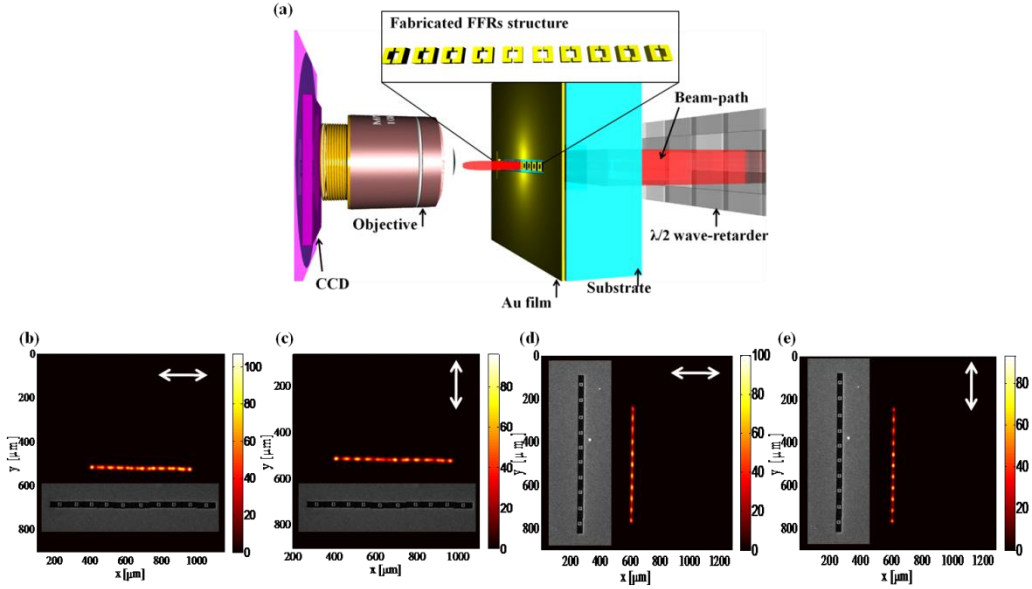 (a)
Fabricated FFRs structure
Beam-path
Objective
λ/2 wave-retarder
CCD
Substrate
Au film
(b)
(c)
(d)
(e)
0
200
400
600
800
y [μm]
200 400 600 800 1000
x [μm]
100
80
60
40
20
0
200
400
600
800
y [μm]
200 400 600 800 1000
x [μm]
80
60
40
20
0
0
200
400
600
800
y [μm]
200 400 600 800 1000 1200
x [μm]
100
80
60
40
20
0
0
200
400
600
800
y [μm]
200 400 600 800 1000 1200
x [μm]
80
60
40
20
0